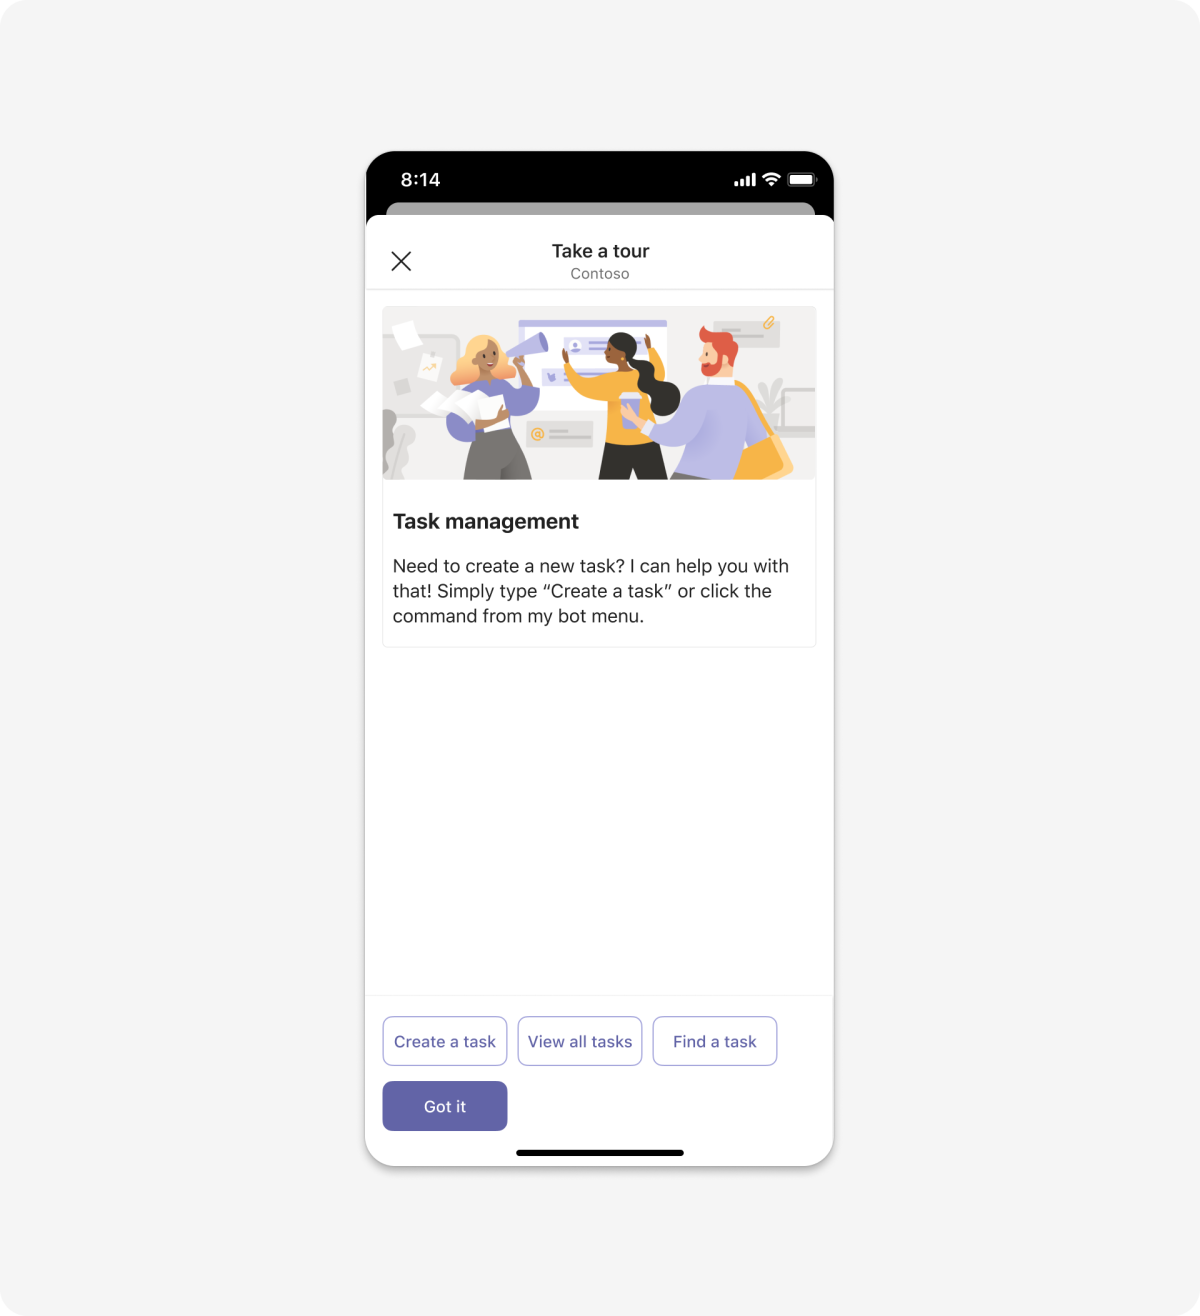 8:14
Take a tour
Contoso
Task management
Need to create a new task? I can help you with
that! Simply type “Create a task” or click the
command from my bot menu.
Create a task
View all tasks
Find a task
Got it